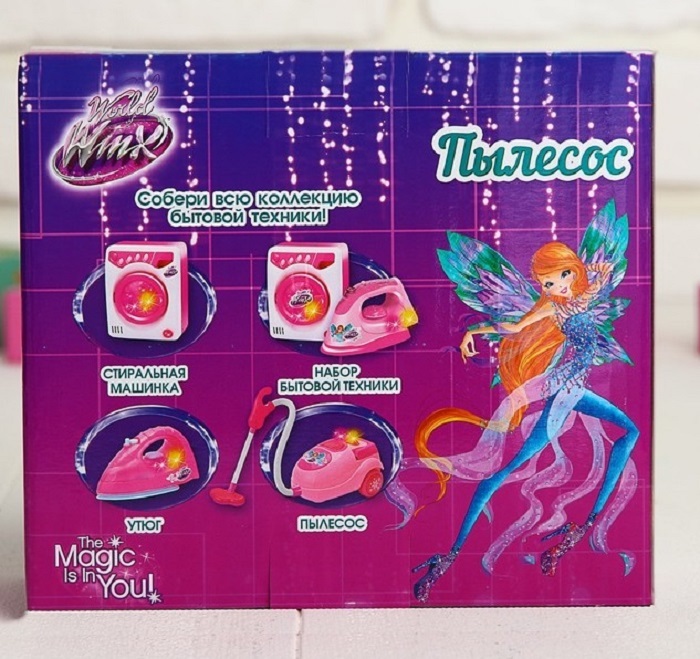 World of
Winx
Пылесос
Собери всю коллекцию
бытовой техники!
СТИРАЛЬНАЯ
МАШИНКА
НАБОР
БЫТОВОЙ ТЕХНИКИ
УТЮГ
ПЫЛЕСОС
The
Magic
Is In
You!